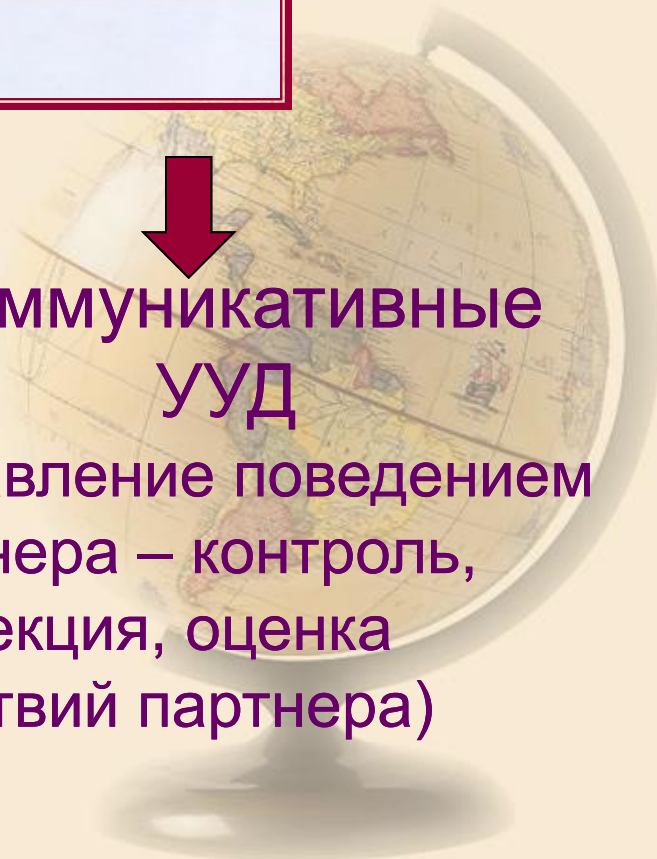 ммуникативные
УУД
вление поведением
нера – контроль,
екция, оценка
твий партнера)